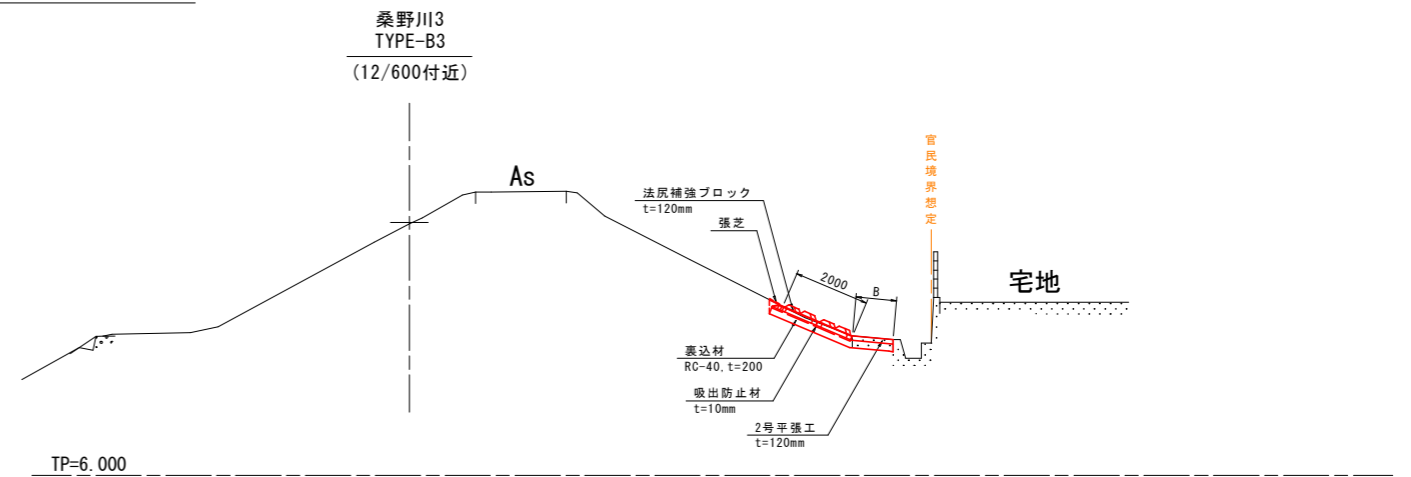 桑野川3
TYPE-B3
(12/600付近)
As
官民境界想定
法尻補強ブロック
t=120mm
張芝
2000
B
宅地
裏込材
RC-40,t=200
吸出防止材
t=10mm
2号平張工
t=120mm
TP=6.000